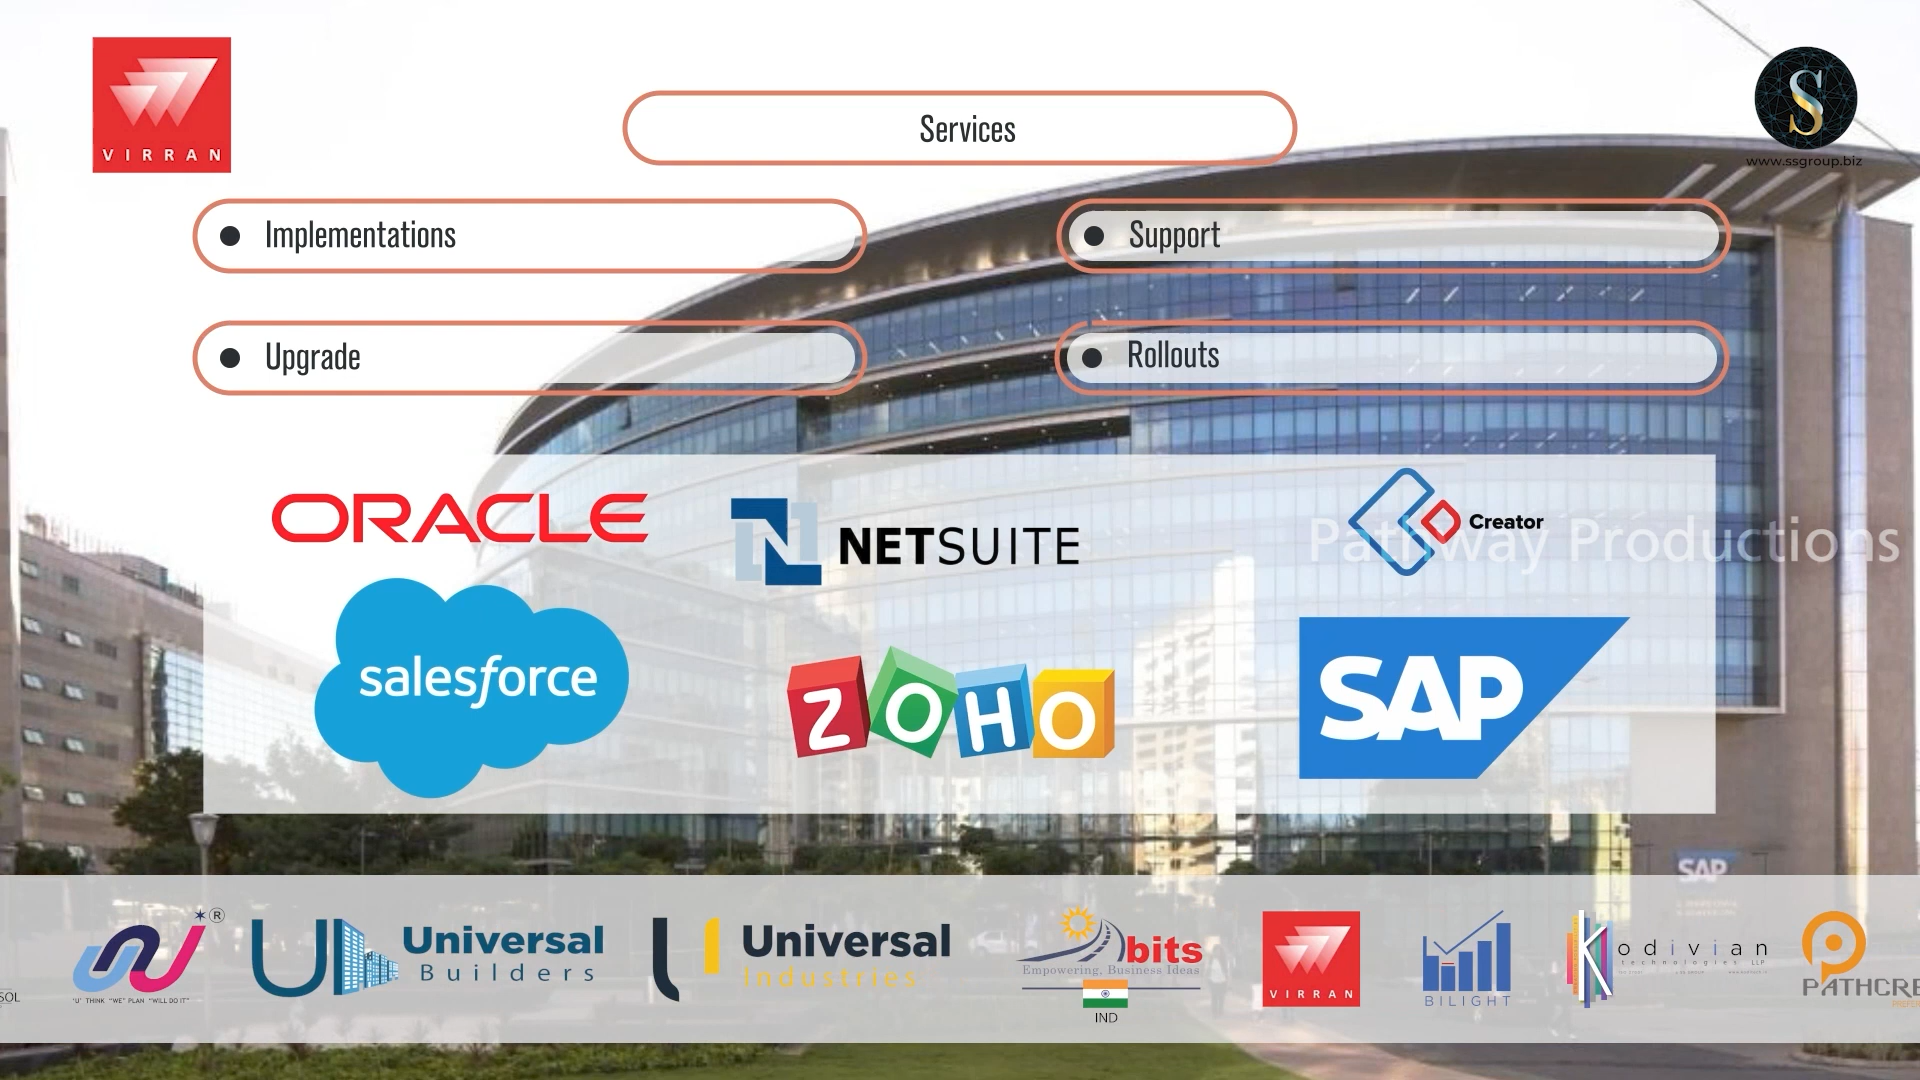 VIRRAN
S
www.ssgroup.biz
Services
Implementations
Support
Upgrade
Rollouts
ORACLE
NETSUITE
Creator
Pathway Productions
salesforce
ZOHO
SAP
SAP
SOL
®
"U" THINK "WE" PLAN "WILL DO IT"
Universal
Builders
Universal
Industries
bits
Empowering, Business Ideas
IND
VIRRAN
BILIGHT
Kodivian
technologies LLP
PATHCRE